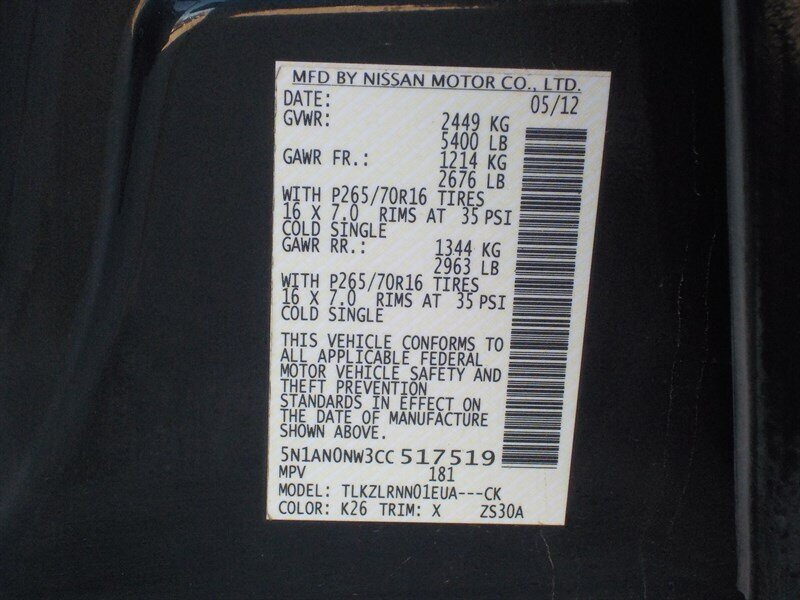 MFD BY NISSAN MOTOR CO., LTD.
DATE: 05/12
GVWR: 2449 KG
5400 LB
GAWR FR.: 1214 KG
2676 LB
WITH P265/70R16 TIRES
16 X 7.0 RIMS AT 35 PSI
COLD SINGLE
GAWR RR.: 1344 KG
2963 LB
WITH P265/70R16 TIRES
16 X 7.0 RIMS AT 35 PSI
COLD SINGLE
THIS VEHICLE CONFORMS TO
ALL APPLICABLE FEDERAL
MOTOR VEHICLE SAFETY AND
THEFT PREVENTION
STANDARDS IN EFFECT ON
THE DATE OF MANUFACTURE
SHOWN ABOVE.
5N1AN0NW3CC517519
MPV 181
MODEL: TLKZLRNN01EUA---CK
COLOR: K26 TRIM: X ZS30A